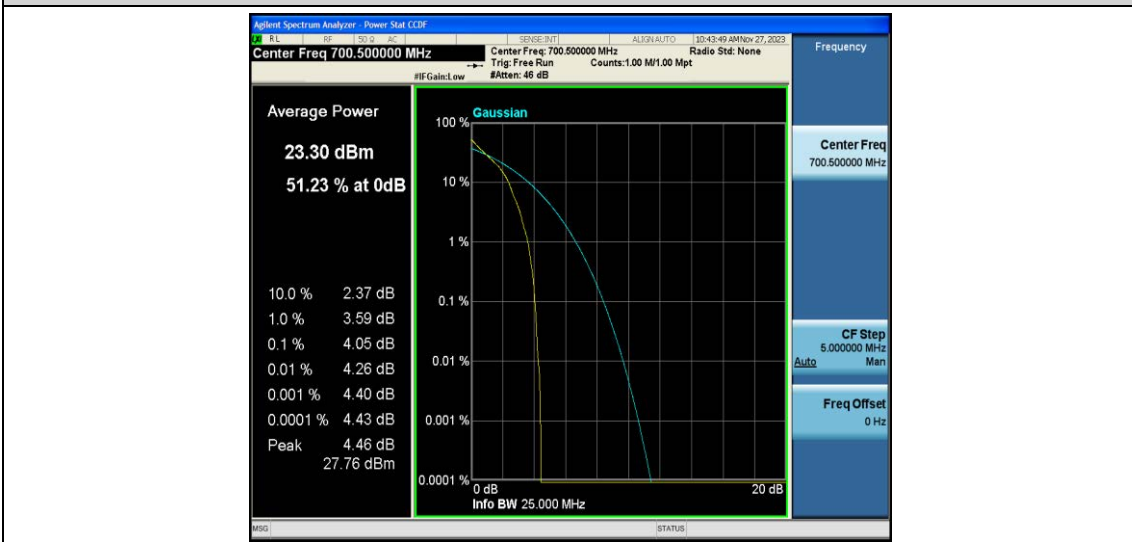 Agilent Spectrum Analyzer - Power Stat CCDF
RL RF 50 Ω AC SENSE:INT ALIGN AUTO 10:43:49 AM Nov 27, 2023
Center Freq 700.500000 MHz
Center Freq: 700.500000 MHz Radio Std: None
Trig: Free Run Counts:1.00 M/1.00 Mpt
#IFGain:Low #Atten: 46 dB
Frequency
Average Power
23.30 dBm
51.23 % at 0dB
10.0 % 2.37 dB
1.0 % 3.59 dB
0.1 % 4.05 dB
0.01 % 4.26 dB
0.001 % 4.40 dB
0.0001 % 4.43 dB
Peak 4.46 dB
27.76 dBm
Gaussian
100 %
10 %
1 %
0.1 %
0.01 %
0.001 %
0.0001 %
0 dB 20 dB
Info BW 25.000 MHz
Center Freq
700.500000 MHz
CF Step
5.000000 MHz
Auto Man
Freq Offset
0 Hz
MSG STATUS